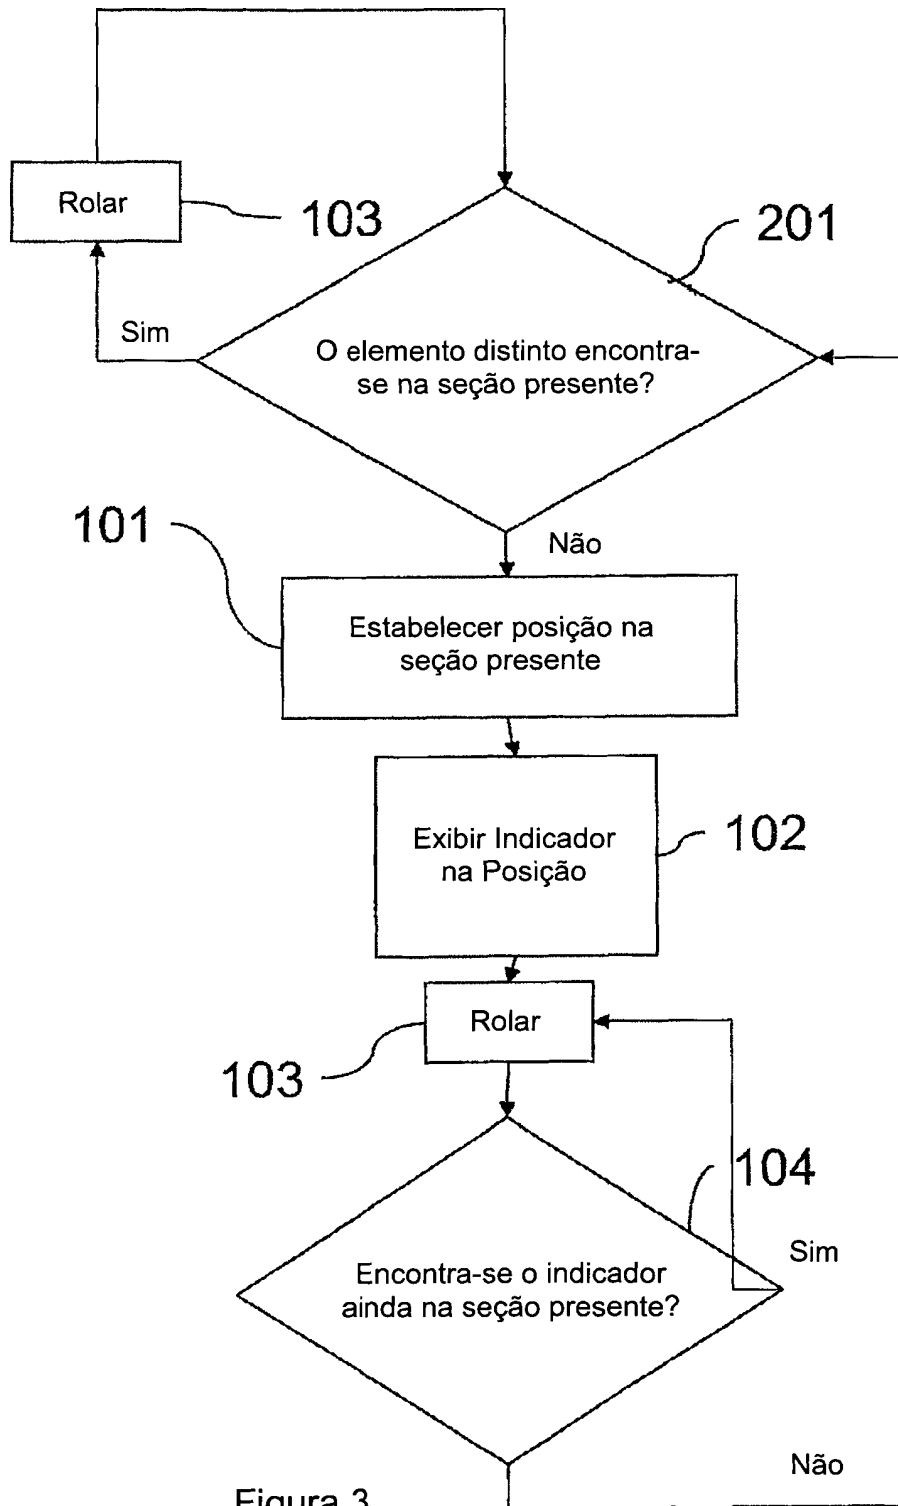 Rolar
103
201
Sim
O elemento distinto encontra-
se na seção presente?
101
Não
Estabelecer posição na
seção presente
Exibir Indicador
na Posição
102
Rolar
103
104
Sim
Encontra-se o indicador
ainda na seção presente?
Não
Figura 3